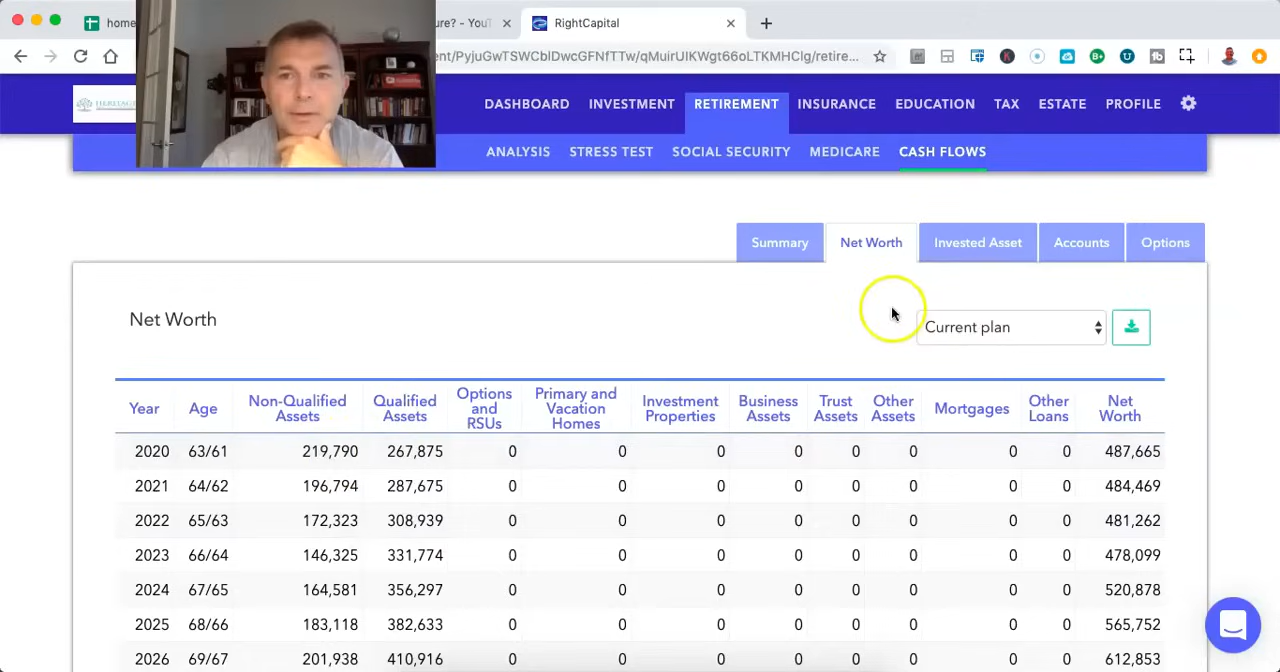 home
ure? - YouT
RightCapital
ent/PyjuGwTSWCblDwcGFNfTTw/qMuirUIKWgt66oLTKMHClg/retire...
HERITAGE
DASHBOARD INVESTMENT RETIREMENT INSURANCE EDUCATION TAX ESTATE PROFILE
ANALYSIS STRESS TEST SOCIAL SECURITY MEDICARE CASH FLOWS
Summary Net Worth Invested Asset Accounts Options
Net Worth
Current plan
Year Age Non-Qualified Assets Qualified Assets Options and RSUs Primary and Vacation Homes Investment Properties Business Assets Trust Assets Other Assets Mortgages Other Loans Net Worth
2020 63/61 219,790 267,875 0 0 0 0 0 0 0 0 487,665
2021 64/62 196,794 287,675 0 0 0 0 0 0 0 0 484,469
2022 65/63 172,323 308,939 0 0 0 0 0 0 0 0 481,262
2023 66/64 146,325 331,774 0 0 0 0 0 0 0 0 478,099
2024 67/65 164,581 356,297 0 0 0 0 0 0 0 0 520,878
2025 68/66 183,118 382,633 0 0 0 0 0 0 0 0 565,752
2026 69/67 201,938 410,916 0 0 0 0 0 0 0 0 612,853